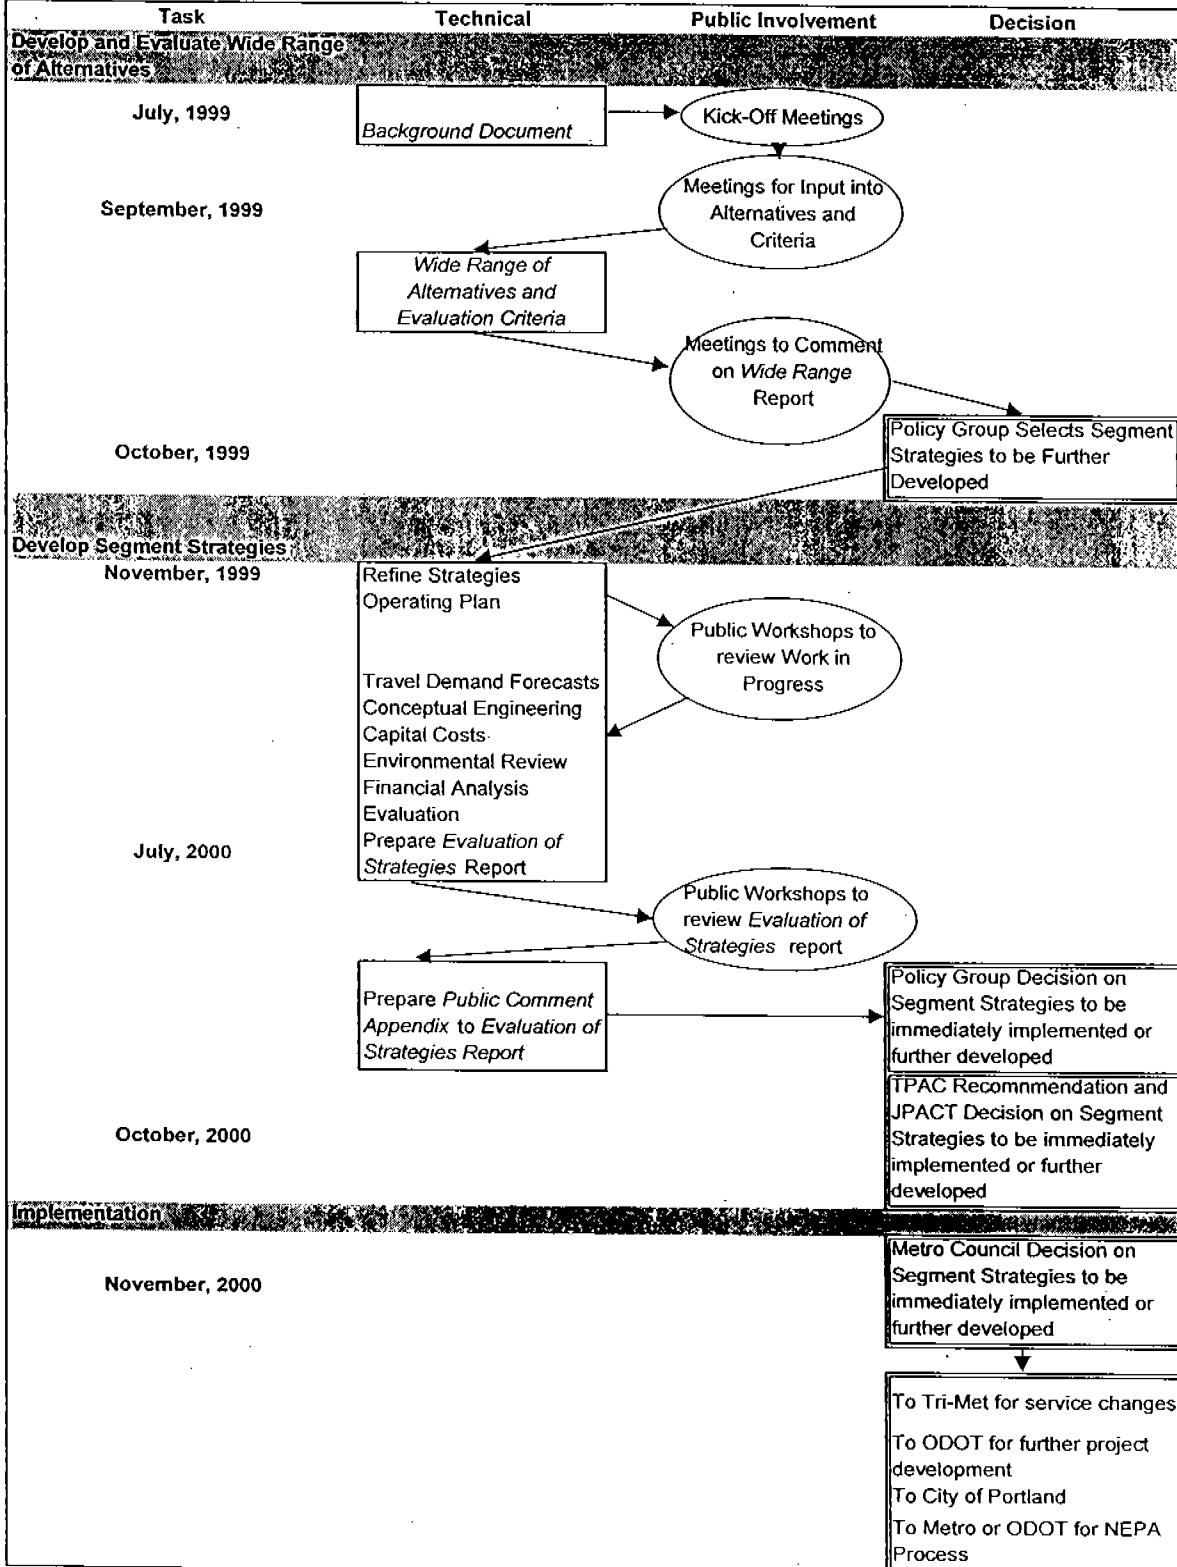 Task Technical Public Involvement Decision
Develop and Evaluate Wide Range
of Alternatives
July, 1999
Background Document
Kick-Off Meetings
September, 1999
Meetings for Input into
Alternatives and
Criteria
Wide Range of
Alternatives and
Evaluation Criteria
Meetings to Comment
on Wide Range
Report
October, 1999
Policy Group Selects Segment
Strategies to be Further
Developed
Develop Segment Strategies
November, 1999
Refine Strategies
Operating Plan
Public Workshops to
review Work in
Progress
Travel Demand Forecasts
Conceptual Engineering
Capital Costs
Environmental Review
Financial Analysis
Evaluation
Prepare Evaluation of
Strategies Report
July, 2000
Public Workshops to
review Evaluation of
Strategies report
Prepare Public Comment
Appendix to Evaluation of
Strategies Report
Policy Group Decision on
Segment Strategies to be
immediately implemented or
further developed
TPAC Recomnmendation and
JPACT Decision on Segment
Strategies to be immediately
implemented or further
developed
October, 2000
Implementation
November, 2000
Metro Council Decision on
Segment Strategies to be
immediately implemented or
further developed
To Tri-Met for service changes
To ODOT for further project
development
To City of Portland
To Metro or ODOT for NEPA
Process